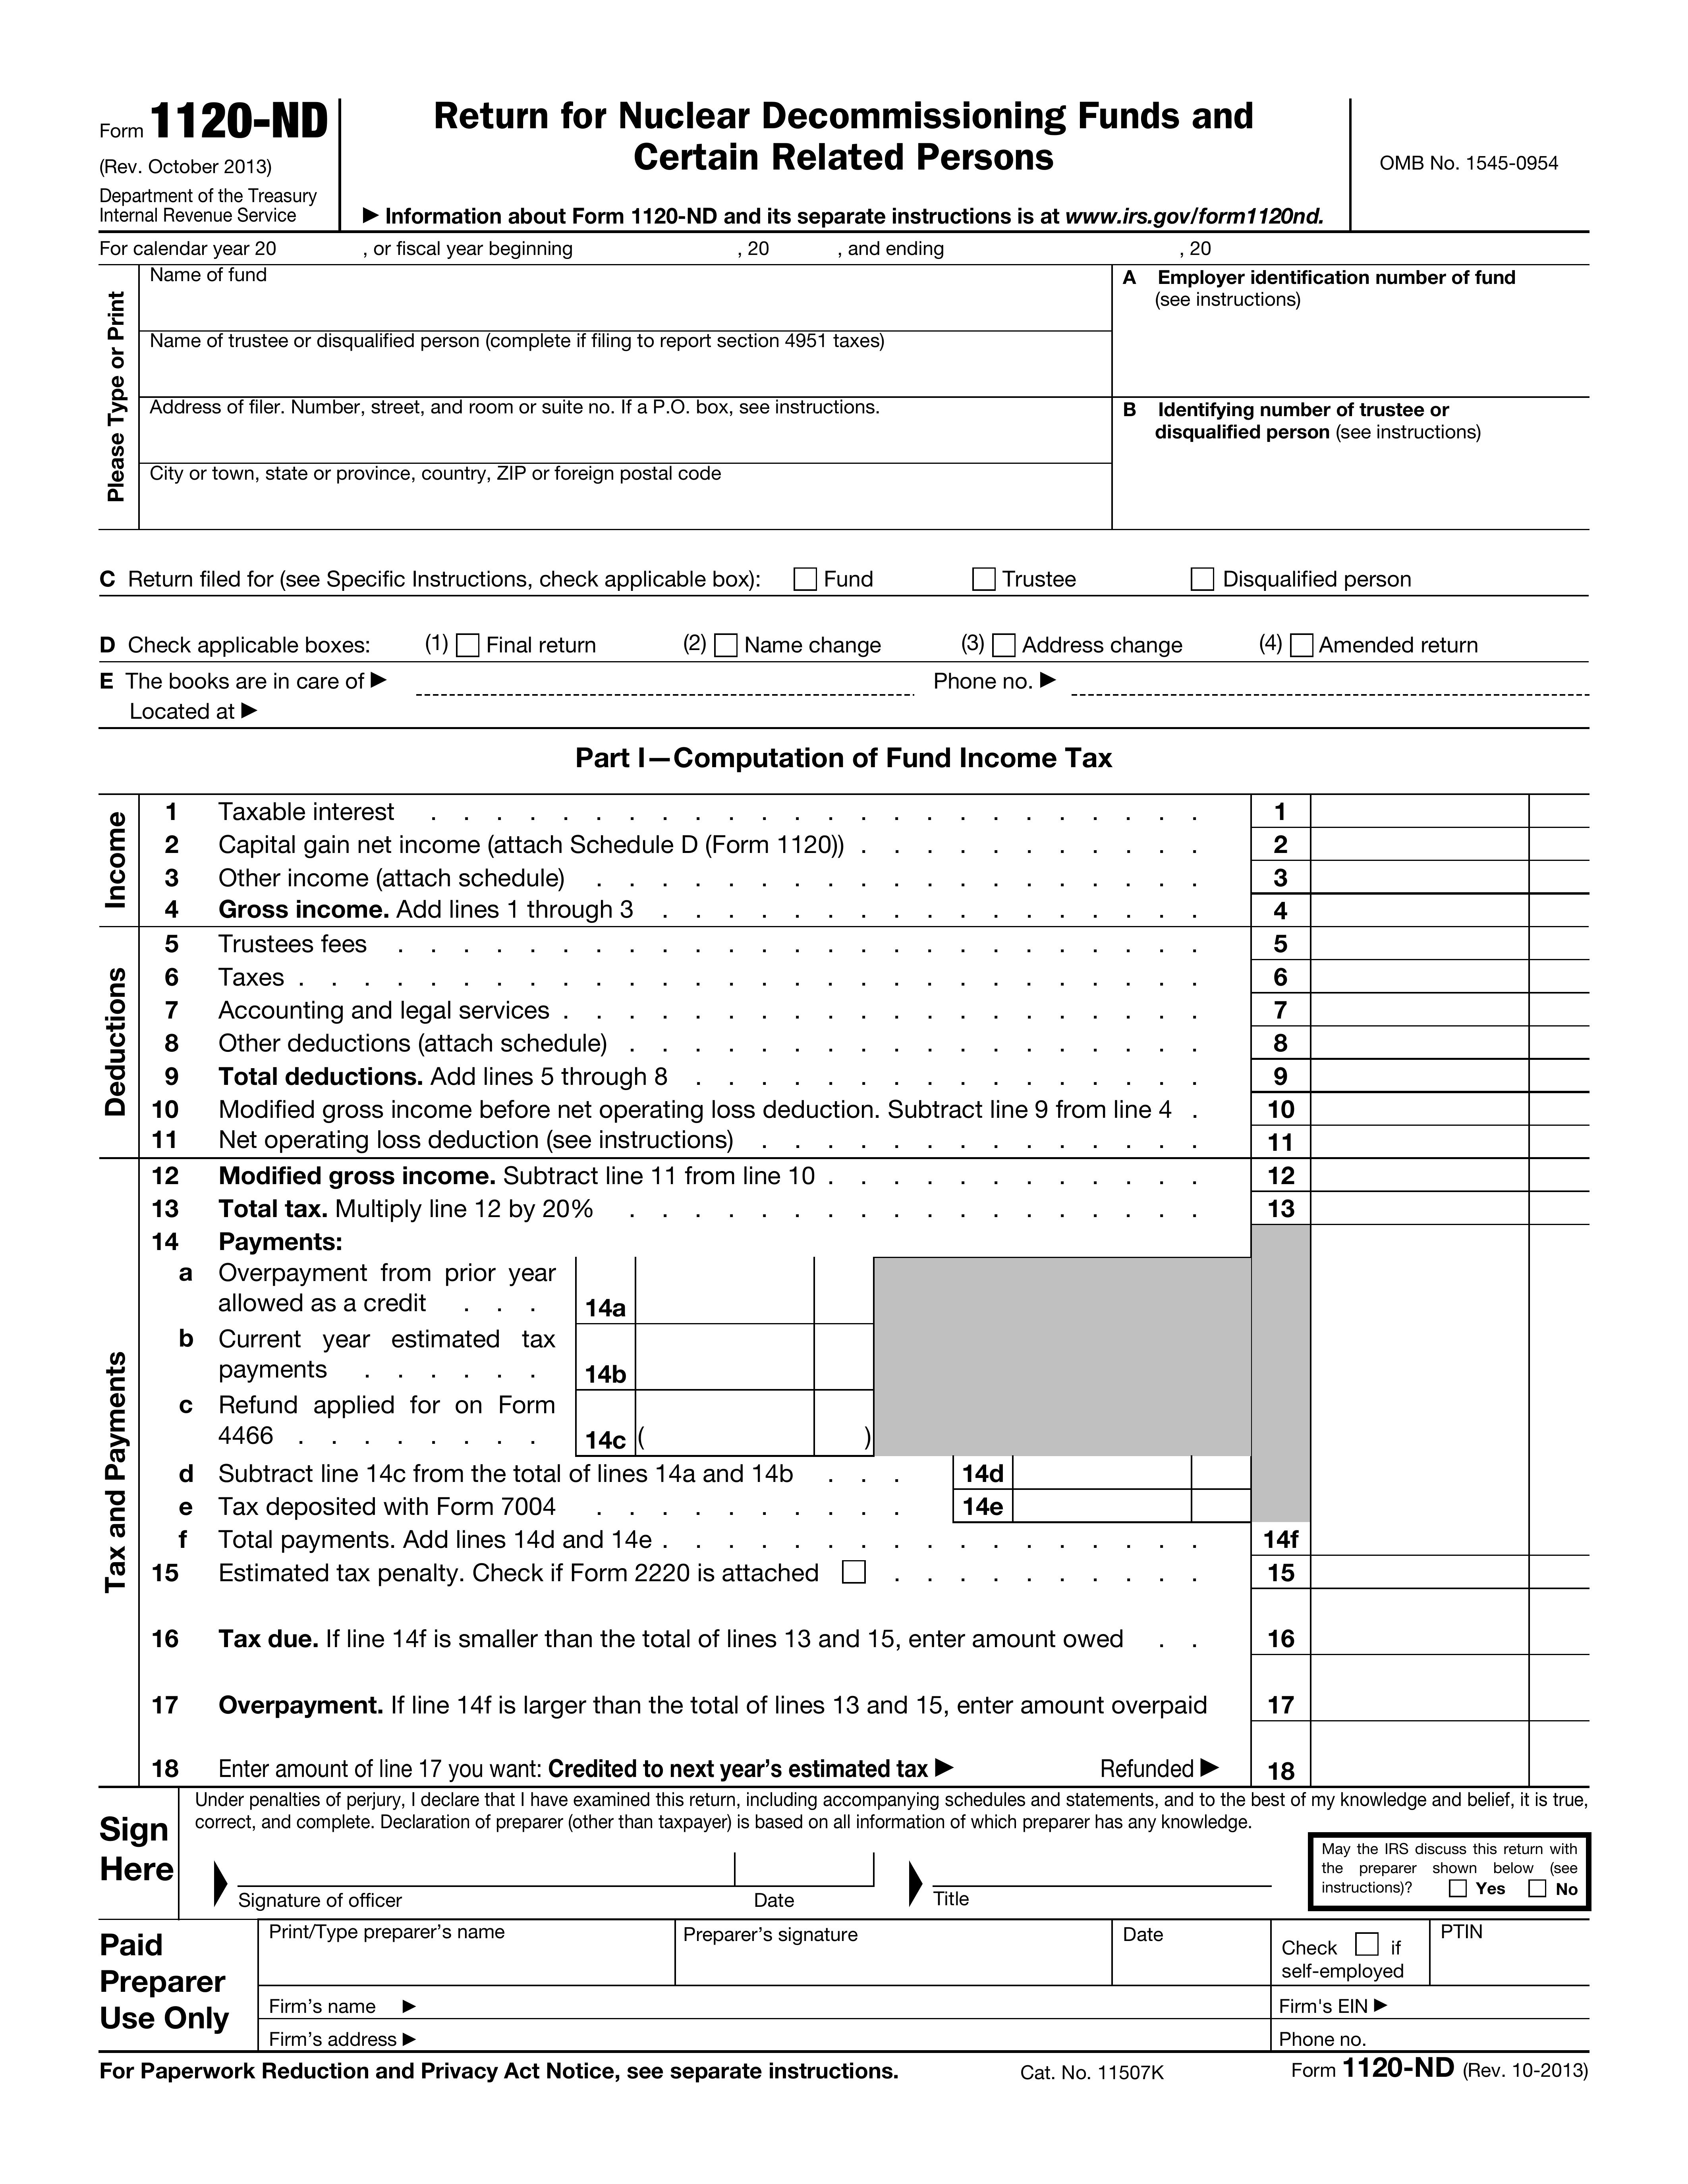 Form 1120-ND
(Rev. October 2013)
Department of the Treasury
Internal Revenue Service
Return for Nuclear Decommissioning Funds and
Certain Related Persons
▶ Information about Form 1120-ND and its separate instructions is at www.irs.gov/form1120nd.
OMB No. 1545-0954
For calendar year 20 , or fiscal year beginning , 20 , and ending , 20
Please Type or Print
Name of fund
Name of trustee or disqualified person (complete if filing to report section 4951 taxes)
Address of filer. Number, street, and room or suite no. If a P.O. box, see instructions.
City or town, state or province, country, ZIP or foreign postal code
A Employer identification number of fund
(see instructions)
B Identifying number of trustee or
disqualified person (see instructions)
C Return filed for (see Specific Instructions, check applicable box): Fund Trustee Disqualified person
D Check applicable boxes: (1) Final return (2) Name change (3) Address change (4) Amended return
E The books are in care of ▶ Phone no. ▶
Located at ▶
Part I—Computation of Fund Income Tax
Income
1 Taxable interest . . . . . . . . . . . . . . . . . . . . . . . . 1
2 Capital gain net income (attach Schedule D (Form 1120)) . . . . . . . . . . . 2
3 Other income (attach schedule) . . . . . . . . . . . . . . . . . . . 3
4 Gross income. Add lines 1 through 3 . . . . . . . . . . . . . . . . . 4
Deductions
5 Trustees fees . . . . . . . . . . . . . . . . . . . . . . . . . 5
6 Taxes . . . . . . . . . . . . . . . . . . . . . . . . . . . . 6
7 Accounting and legal services . . . . . . . . . . . . . . . . . . . . 7
8 Other deductions (attach schedule) . . . . . . . . . . . . . . . . . . 8
9 Total deductions. Add lines 5 through 8 . . . . . . . . . . . . . . . . 9
10 Modified gross income before net operating loss deduction. Subtract line 9 from line 4 . 10
11 Net operating loss deduction (see instructions) . . . . . . . . . . . . . . 11
Tax and Payments
12 Modified gross income. Subtract line 11 from line 10 . . . . . . . . . . . . 12
13 Total tax. Multiply line 12 by 20% . . . . . . . . . . . . . . . . . . 13
14 Payments:
a Overpayment from prior year
allowed as a credit . . . 14a
b Current year estimated tax
payments . . . . . . 14b
c Refund applied for on Form
4466 . . . . . . . . 14c ( )
d Subtract line 14c from the total of lines 14a and 14b . . . 14d
e Tax deposited with Form 7004 . . . . . . . . . . 14e
f Total payments. Add lines 14d and 14e . . . . . . . . . . . . . . . . . 14f
15 Estimated tax penalty. Check if Form 2220 is attached . . . . . . . . . . 15
16 Tax due. If line 14f is smaller than the total of lines 13 and 15, enter amount owed . . 16
17 Overpayment. If line 14f is larger than the total of lines 13 and 15, enter amount overpaid 17
18 Enter amount of line 17 you want: Credited to next year's estimated tax ▶ Refunded ▶ 18
Sign
Here
Under penalties of perjury, I declare that I have examined this return, including accompanying schedules and statements, and to the best of my knowledge and belief, it is true,
correct, and complete. Declaration of preparer (other than taxpayer) is based on all information of which preparer has any knowledge.
Signature of officer Date Title
May the IRS discuss this return with
the preparer shown below (see
instructions)? Yes No
Paid
Preparer
Use Only
Print/Type preparer's name Preparer's signature Date Check if
self-employed PTIN
Firm's name ▶ Firm's EIN ▶
Firm's address ▶ Phone no.
For Paperwork Reduction and Privacy Act Notice, see separate instructions. Cat. No. 11507K Form 1120-ND (Rev. 10-2013)